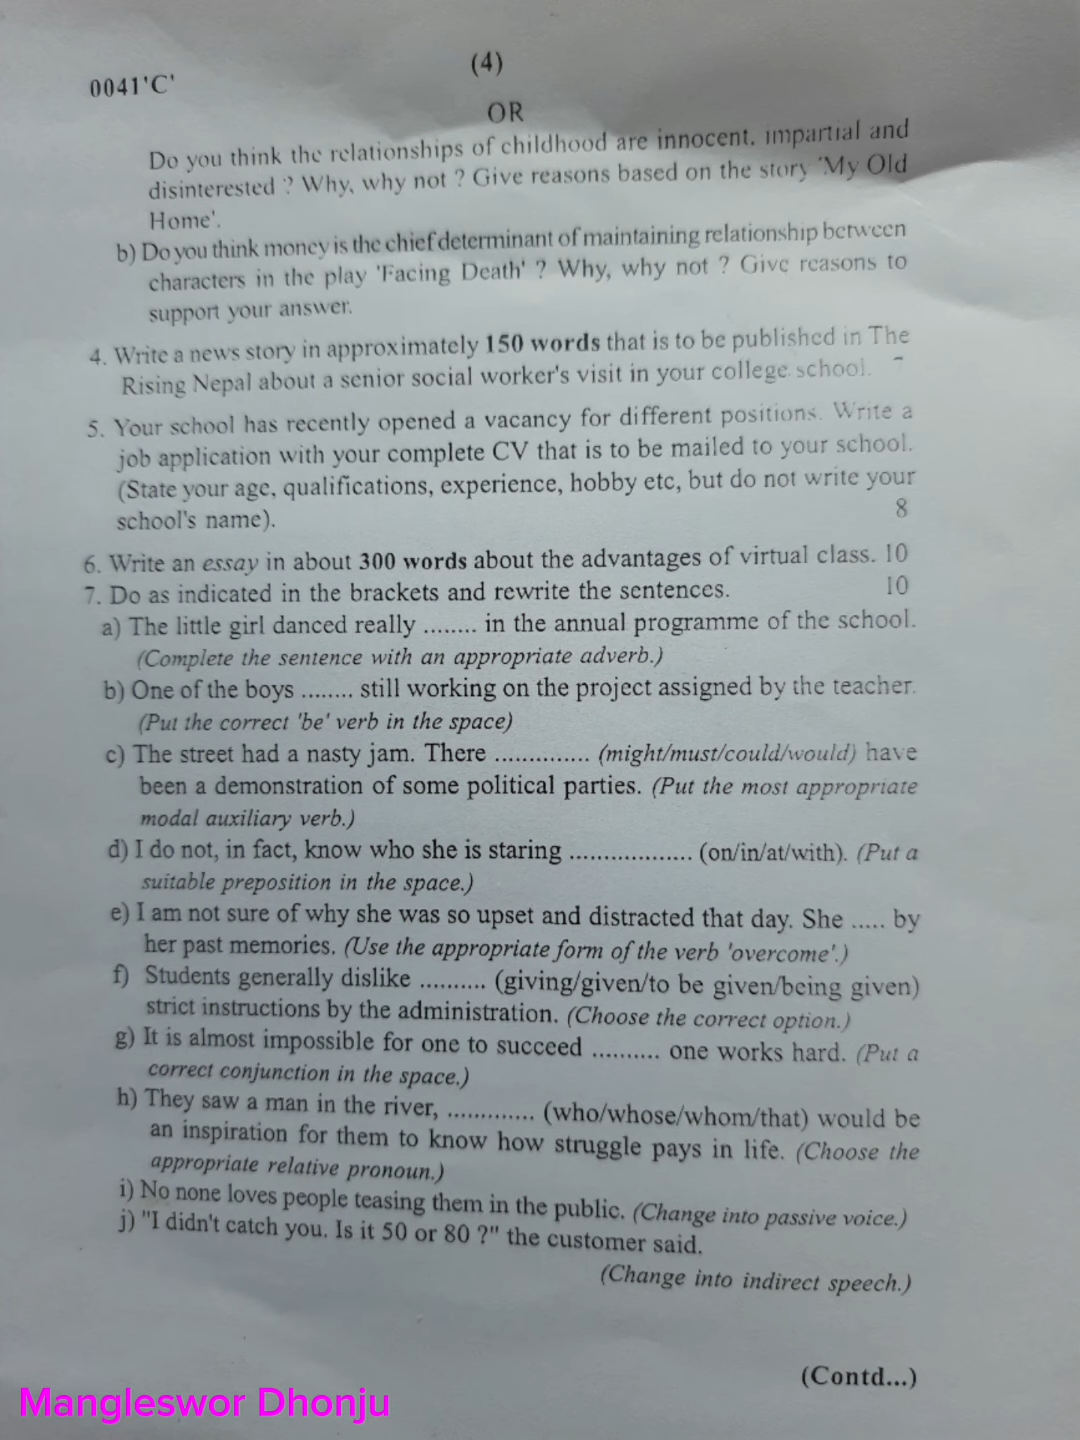 (4)
0041'C'
OR
Do you think the relationships of childhood are innocent, impartial and
disinterested ? Why, why not ? Give reasons based on the story 'My Old
Home'.
b) Do you think money is the chief determinant of maintaining relationship between
characters in the play 'Facing Death' ? Why, why not ? Give reasons to
support your answer.
4. Write a news story in approximately 150 words that is to be published in The
Rising Nepal about a senior social worker's visit in your college school. 7
5. Your school has recently opened a vacancy for different positions. Write a
job application with your complete CV that is to be mailed to your school.
(State your age, qualifications, experience, hobby etc, but do not write your
school's name). 8
6. Write an essay in about 300 words about the advantages of virtual class. 10
7. Do as indicated in the brackets and rewrite the sentences. 10
a) The little girl danced really ........ in the annual programme of the school.
(Complete the sentence with an appropriate adverb.)
b) One of the boys ........ still working on the project assigned by the teacher.
(Put the correct 'be' verb in the space)
c) The street had a nasty jam. There .............. (might/must/could/would) have
been a demonstration of some political parties. (Put the most appropriate
modal auxiliary verb.)
d) I do not, in fact, know who she is staring .................. (on/in/at/with). (Put a
suitable preposition in the space.)
e) I am not sure of why she was so upset and distracted that day. She ..... by
her past memories. (Use the appropriate form of the verb 'overcome'.)
f) Students generally dislike .......... (giving/given/to be given/being given)
strict instructions by the administration. (Choose the correct option.)
g) It is almost impossible for one to succeed .......... one works hard. (Put a
correct conjunction in the space.)
h) They saw a man in the river, ............. (who/whose/whom/that) would be
an inspiration for them to know how struggle pays in life. (Choose the
appropriate relative pronoun.)
i) No none loves people teasing them in the public. (Change into passive voice.)
j) "I didn't catch you. Is it 50 or 80 ?" the customer said.
(Change into indirect speech.)
(Contd...)
Mangleswor Dhonju